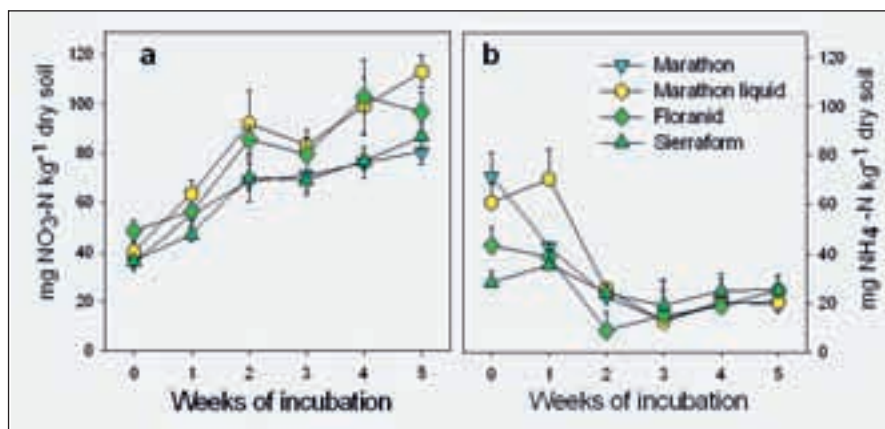 a
mg NO3-N kg-1 dry soil
120
100
80
60
40
20
0
0 1 2 3 4 5
Weeks of incubation
b
Marathon
Marathon liquid
Floranid
Sierraform
120
100
80
60
40
20
0
mg NH4-N kg-1 dry soil
0 1 2 3 4 5
Weeks of incubation